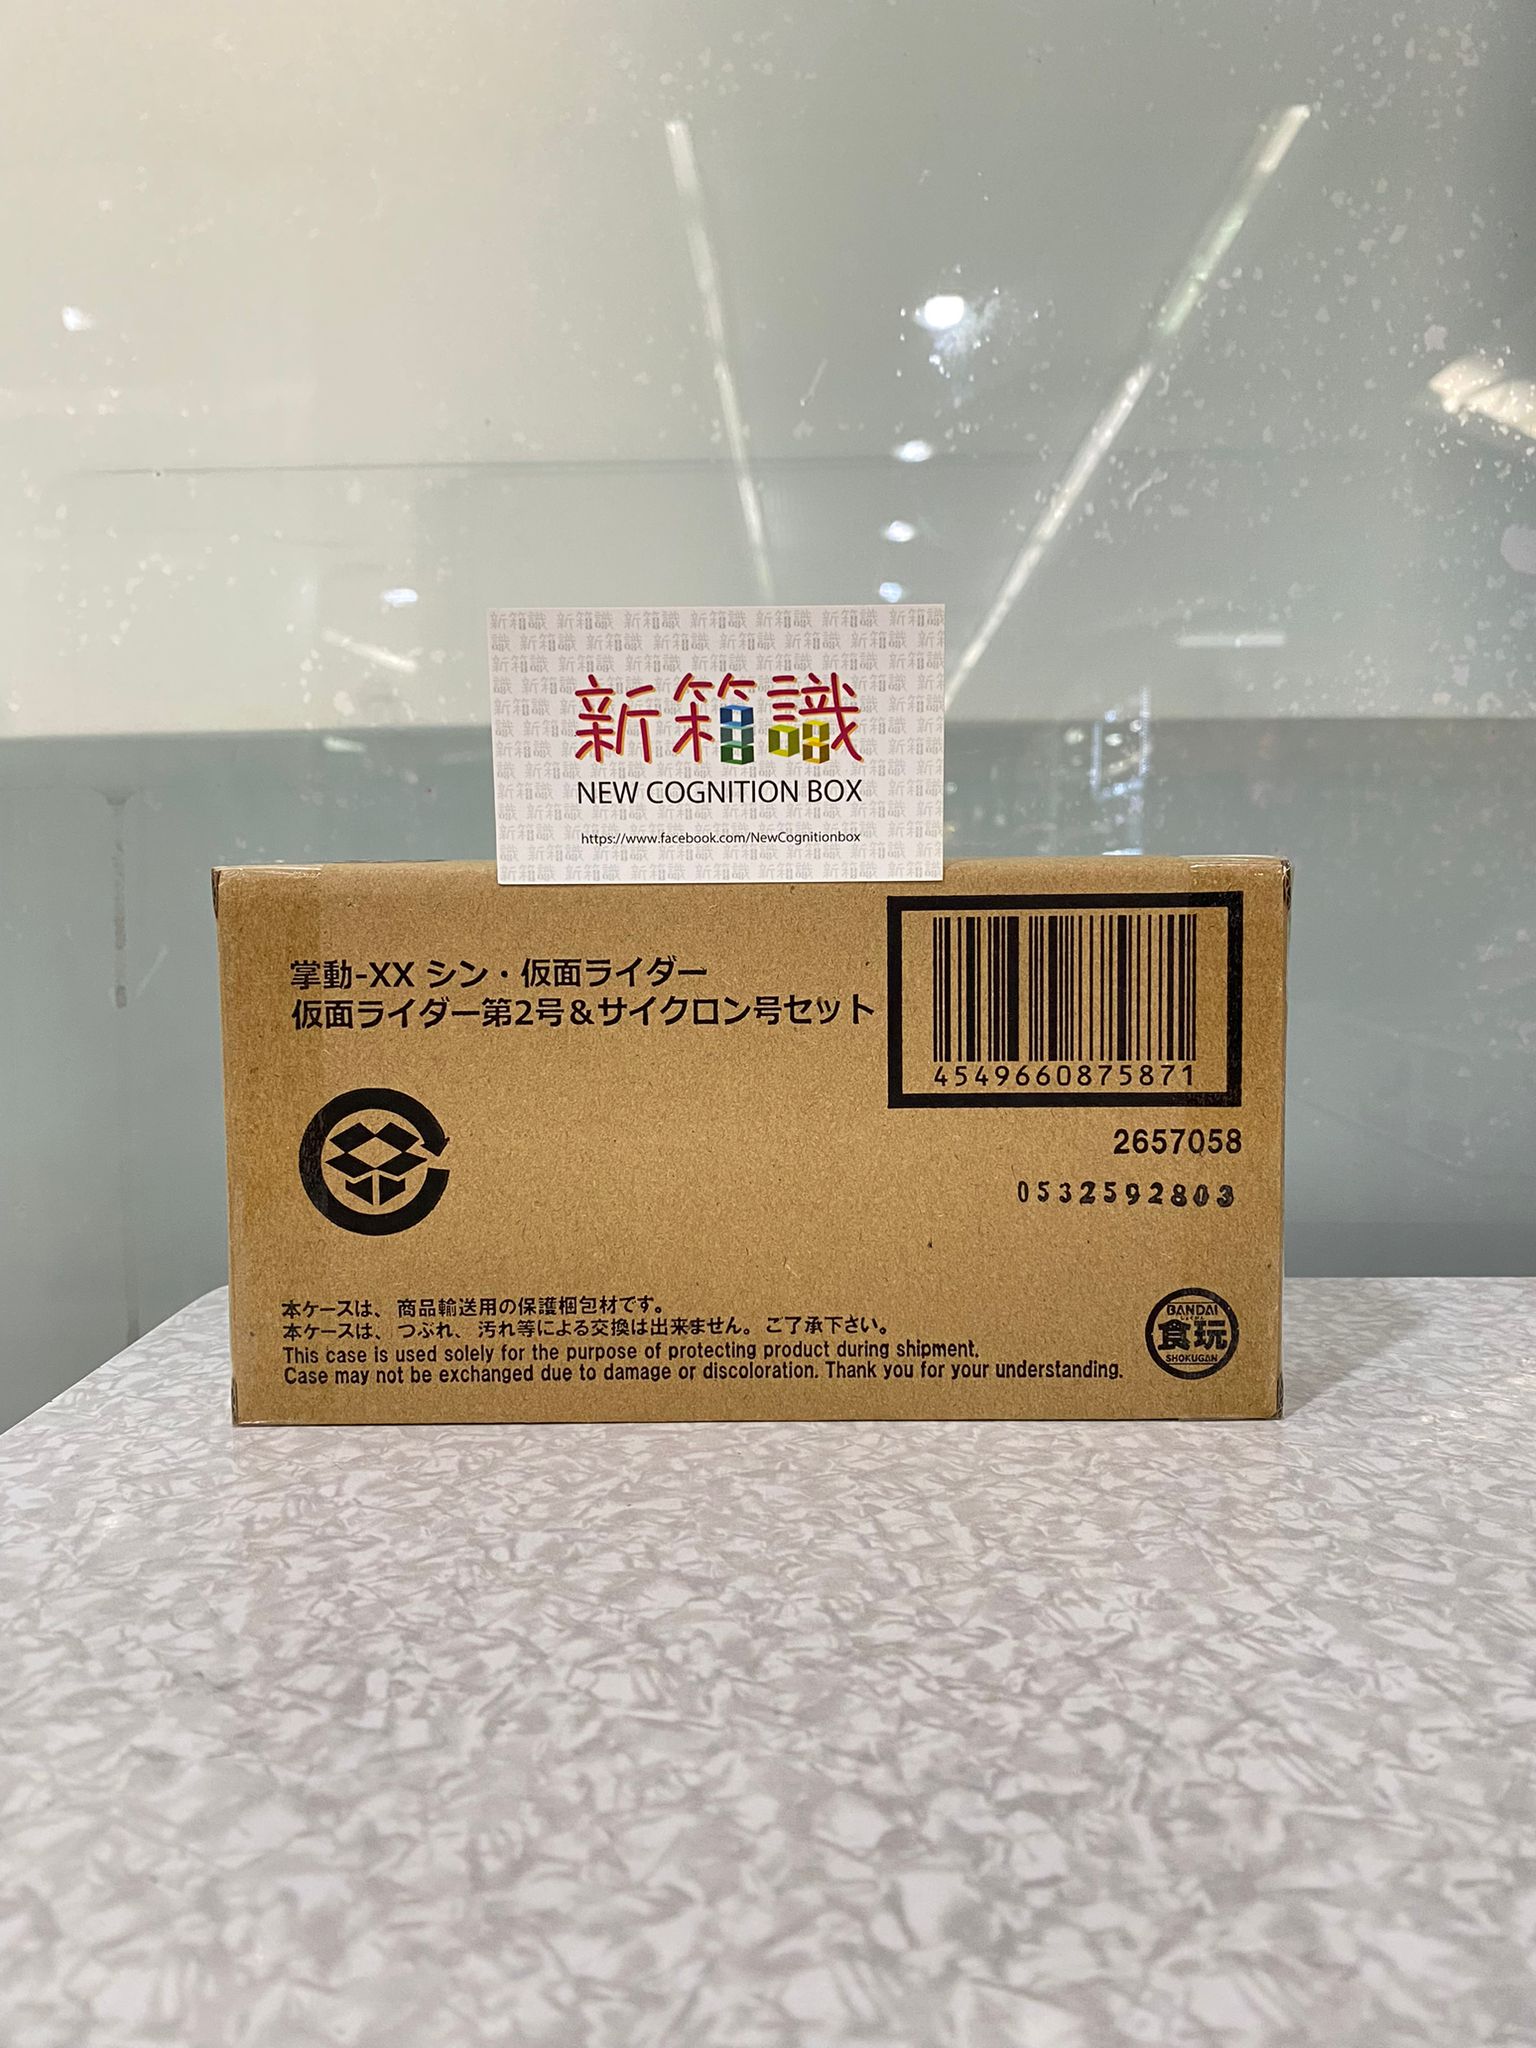 新箱識
NEW COGNITION BOX
https://www.facebook.com/NewCognitionbox
掌動-XX シン・仮面ライダー
仮面ライダー第2号&サイクロン号セット
4549660875871
2657058
0532592803
本ケースは、商品輸送用の保護梱包材です。
本ケースは、つぶれ、汚れ等による交換は出来ません。ご了承下さい。
This case is used solely for the purpose of protecting product during shipment.
Case may not be exchanged due to damage or discoloration. Thank you for your understanding.
BANDAI
食玩
SHOKUGAN